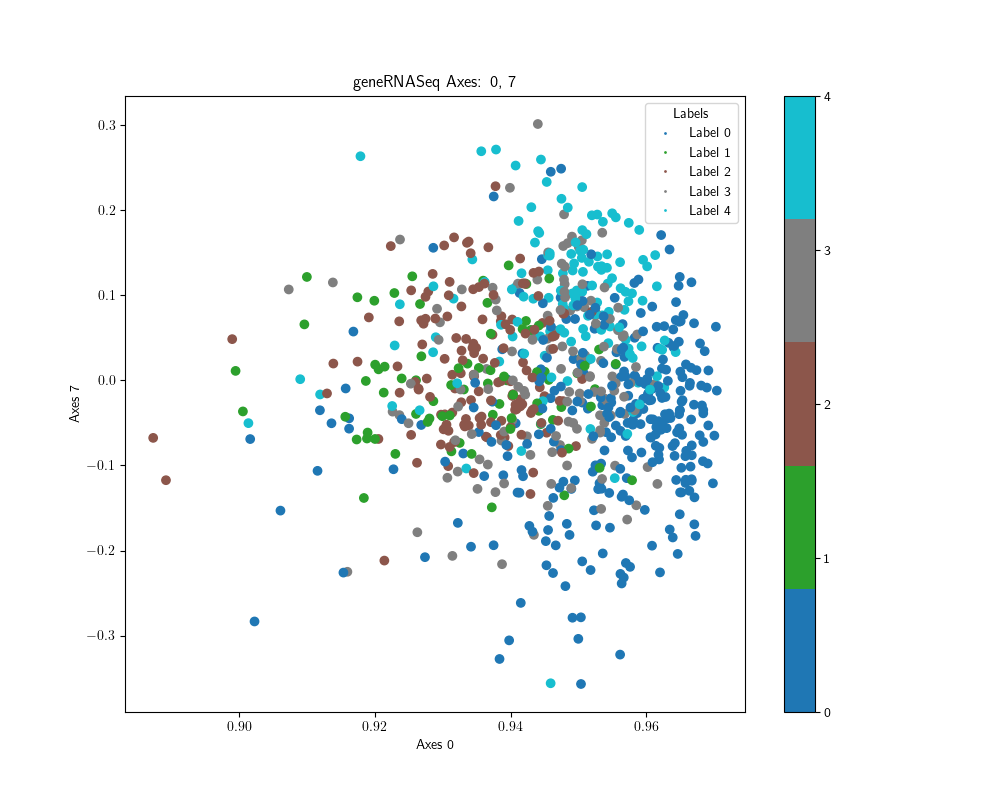 geneRNASeq Axes: 0, 7
Labels
Label 0
Label 1
Label 2
Label 3
Label 4
0.3
0.2
0.1
0.0
−0.1
−0.2
−0.3
Axes 7
0.90
0.92
0.94
0.96
Axes 0
4
3
2
1
0